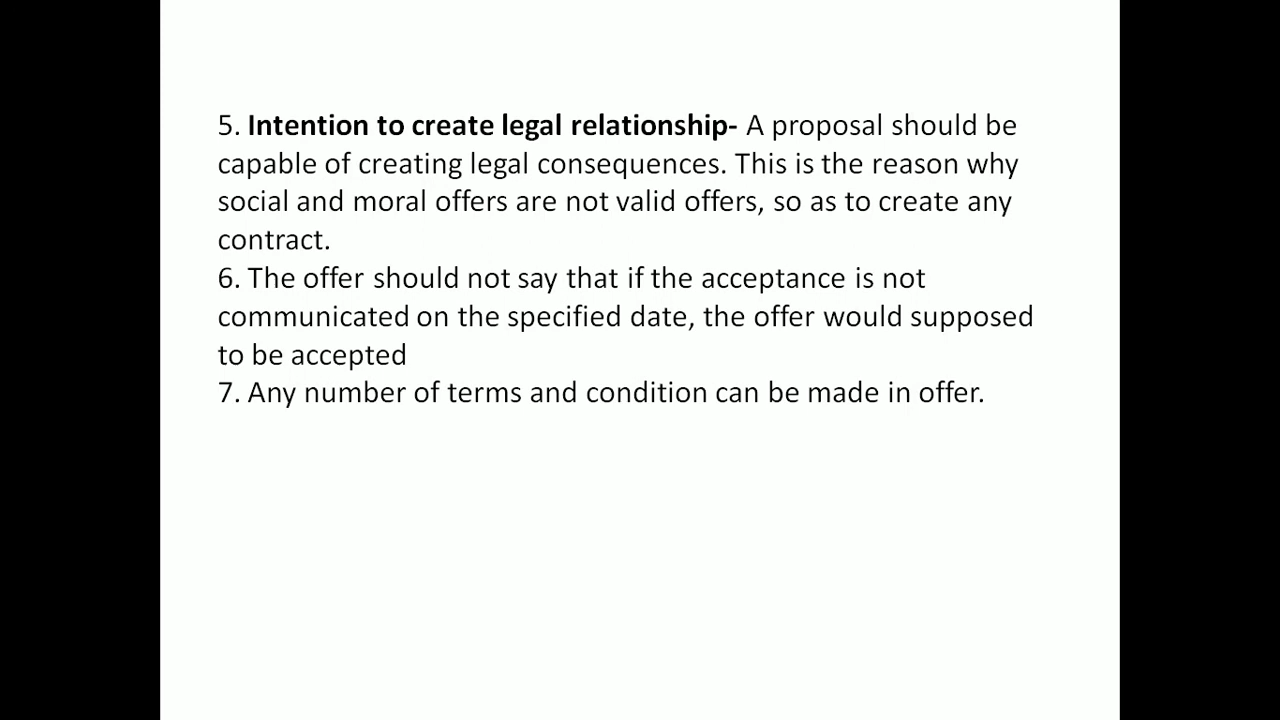 5. Intention to create legal relationship- A proposal should be
capable of creating legal consequences. This is the reason why
social and moral offers are not valid offers, so as to create any
contract.
6. The offer should not say that if the acceptance is not
communicated on the specified date, the offer would supposed
to be accepted
7. Any number of terms and condition can be made in offer.